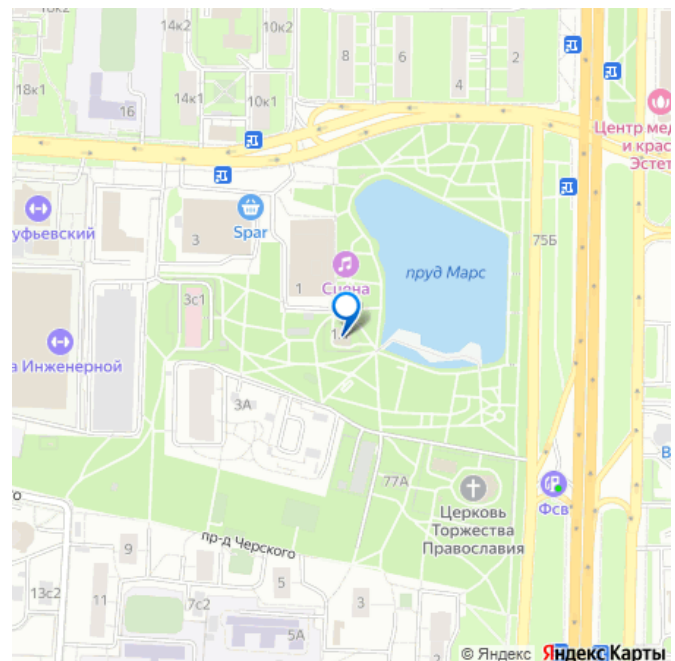 10к2
14к2
10к2
8
6
4
2
18к1
16
14к1
10к1
Центр мед
и крас
Эстет
уфьевский
3
Spar
75Б
1
Сцена
пруд Марс
3с1
а Инженерной
3А
77А
Церковь
Торжества
Православия
Фсв
В
го
пр-д Черского
9
5
3
13с2
11
7с2
5А
© Яндекс Яндекс Карты